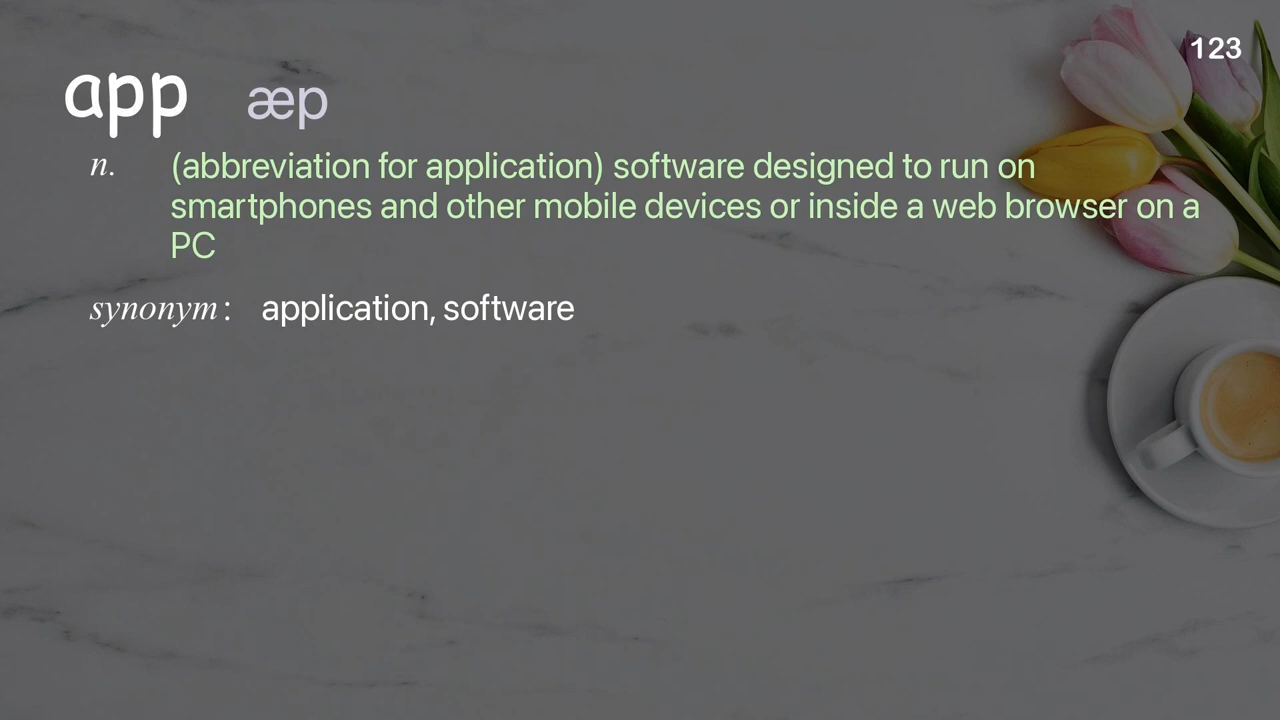 123
app æp
n. (abbreviation for application) software designed to run on
smartphones and other mobile devices or inside a web browser on a
PC
synonym : application, software